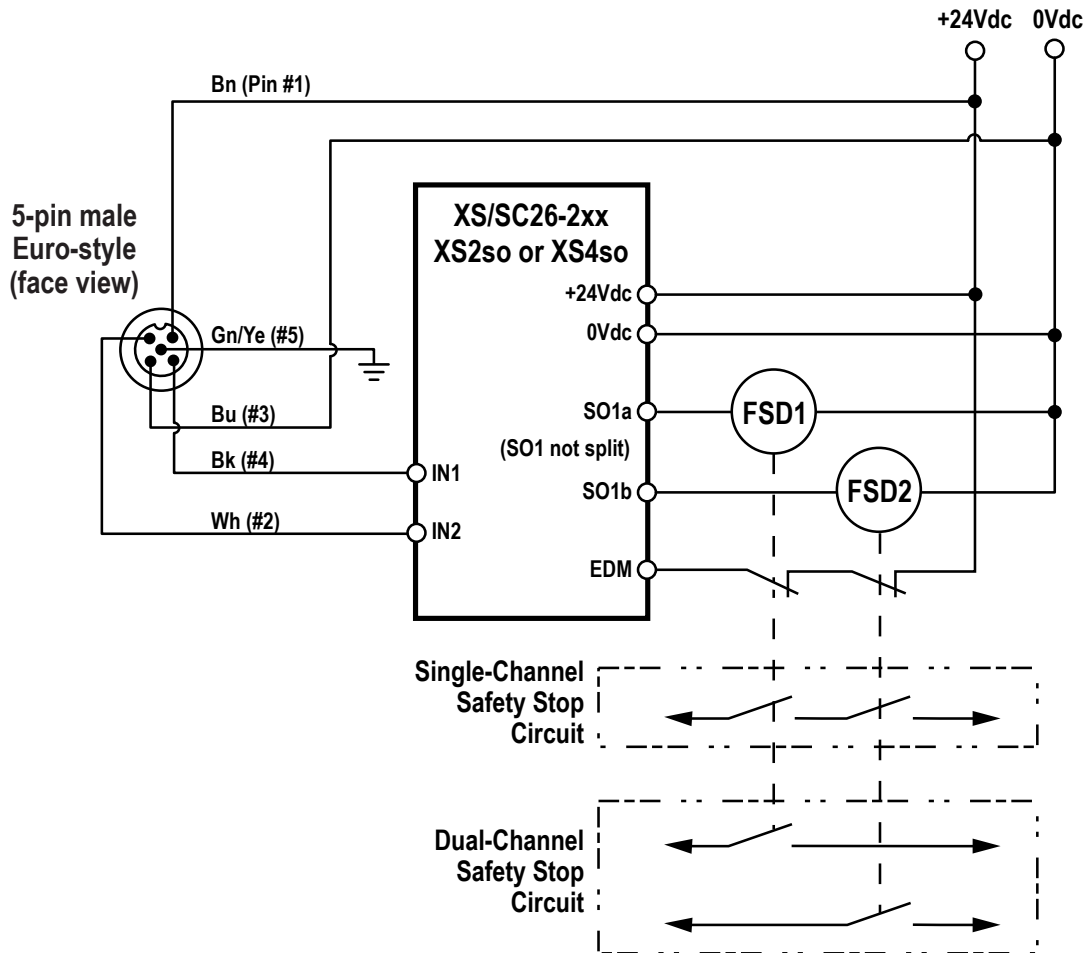 +24Vdc 0Vdc
Bn (Pin #1)
5-pin male
Euro-style
(face view)
XS/SC26-2xx
XS2so or XS4so
+24Vdc
0Vdc
Gn/Ye (#5)
Bu (#3)
Bk (#4)
Wh (#2)
IN1
IN2
SO1a
(SO1 not split)
SO1b
EDM
FSD1
FSD2
Single-Channel
Safety Stop
Circuit
Dual-Channel
Safety Stop
Circuit